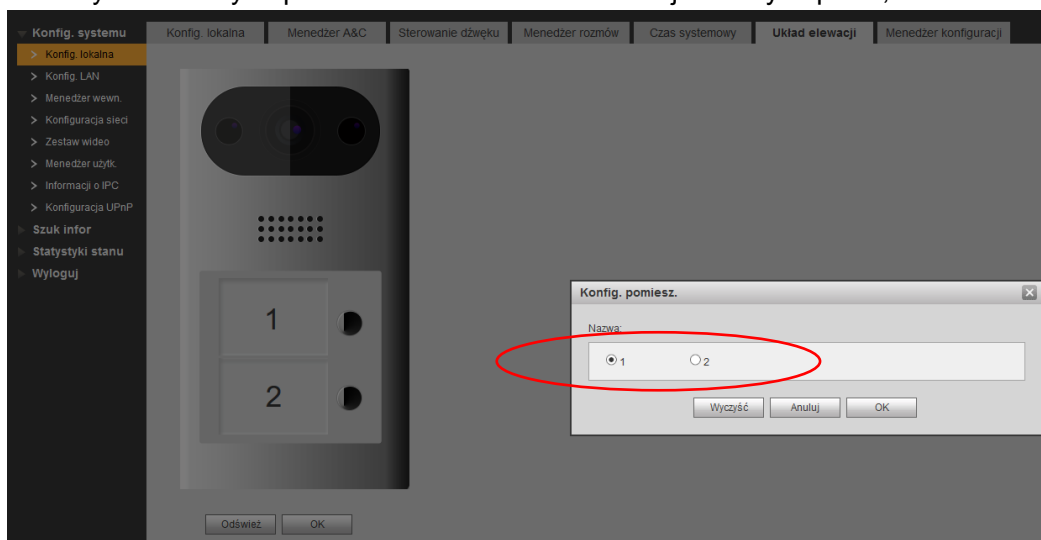 Konfig. systemu
Konfig. lokalna
Konfig. LAN
Menedżer wewn.
Konfiguracja sieci
Zestaw wideo
Menedżer użytk.
Informacji o IPC
Konfiguracja UPnP
Szuk infor
Statystyki stanu
Wyloguj
Konfig. lokalna
Menedżer A&C
Sterowanie dźwęku
Menedżer rozmów
Czas systemowy
Układ elewacji
Menedżer konfiguracji
1
2
Odśwież
OK
Konfig. pomiesz.
Nazwa:
1
2
Wyczyść
Anuluj
OK